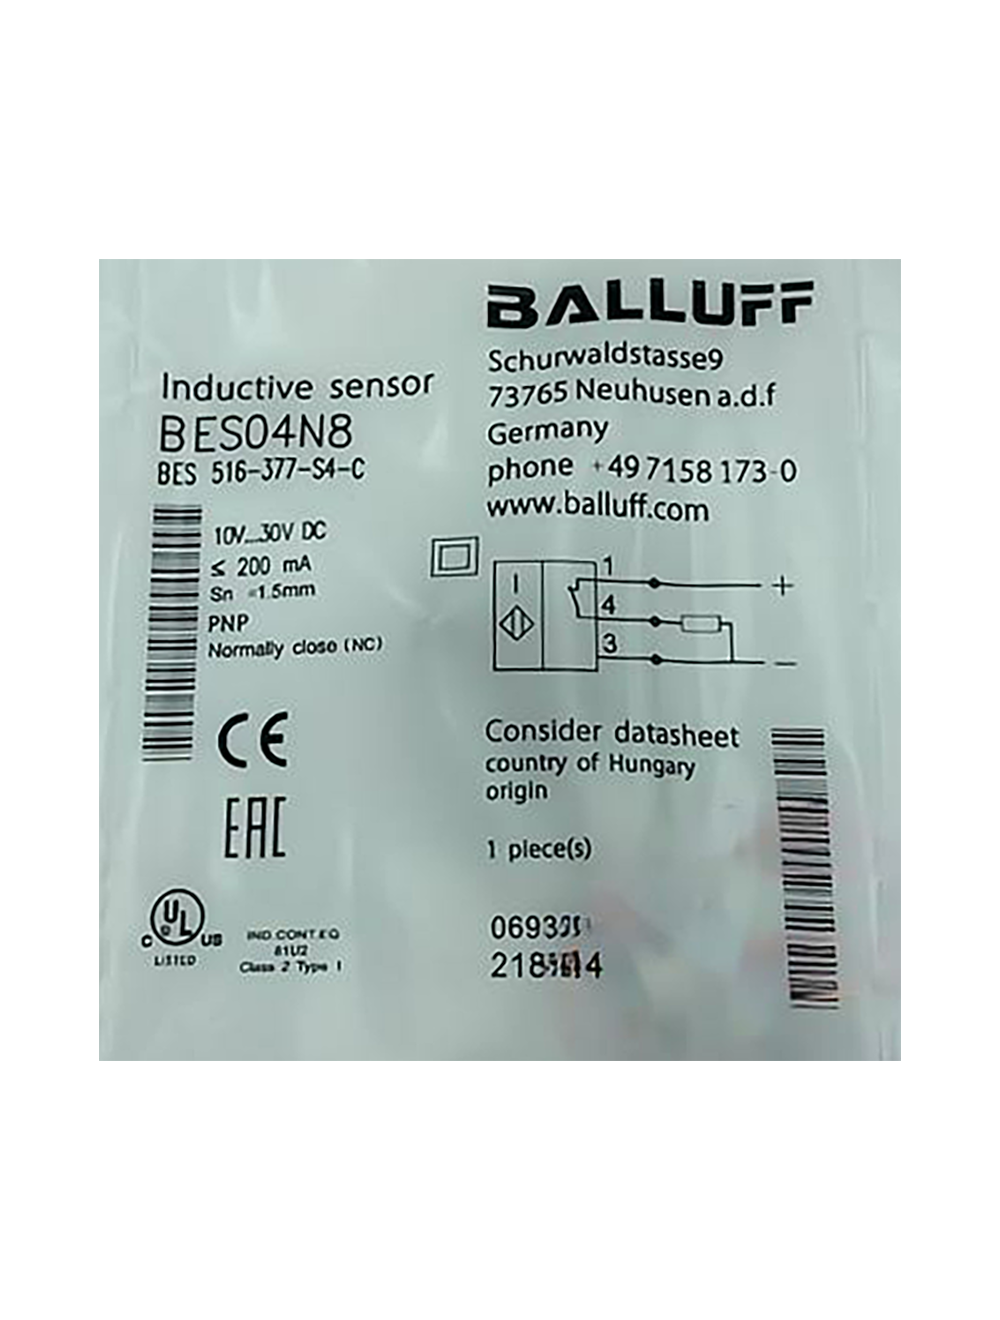 BALLUFF
Schurwaldstasse9
73765 Neuhusen a.d.f
Germany
phone +49 7158 173-0
www.balluff.com
Inductive sensor
BES04N8
BES 516-377-S4-C
10V....30V DC
≤ 200 mA
Sn =1.5mm
PNP
Normally close (NC)
1
+
4
3
−
CE
EAC
UL
C US
LISTED
IND.CONT.EQ
81U2
Class 2 Type 1
Consider datasheet
country of Hungary
origin
1 piece(s)